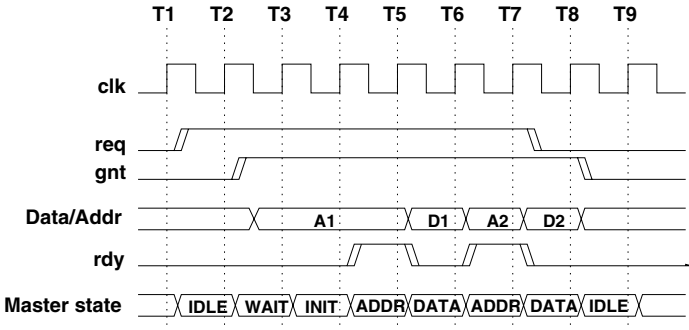 T1 T2 T3 T4 T5 T6 T7 T8 T9
clk
req
gnt
Data/Addr A1 D1 A2 D2
rdy
Master state IDLE WAIT INIT ADDR DATA ADDR DATA IDLE